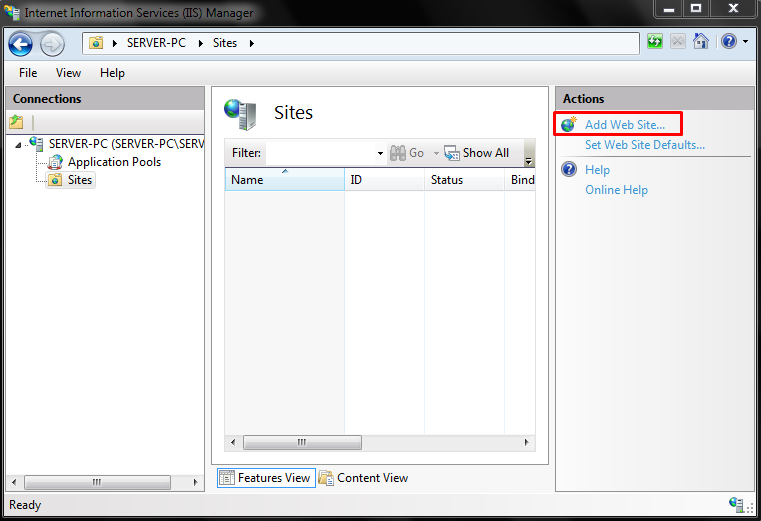 Internet Information Services (IIS) Manager
SERVER-PC
Sites
File View Help
Connections
SERVER-PC (SERVER-PC\SERV
Application Pools
Sites
Sites
Filter:
Go
Show All
Name
ID
Status
Bind
Features View
Content View
Actions
Add Web Site...
Set Web Site Defaults...
Help
Online Help
Ready